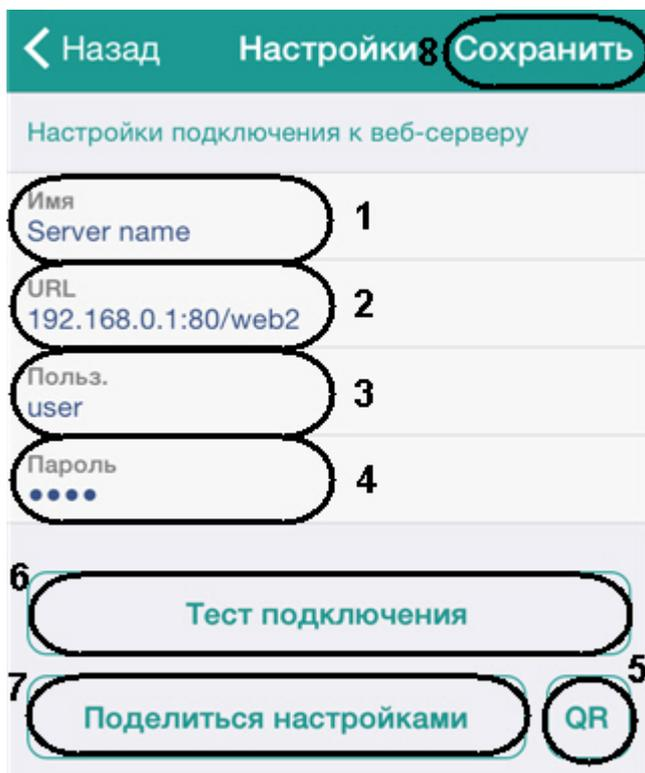 Назад Настройки 8 Сохранить
Настройки подключения к веб-серверу
Имя
Server name 1
URL
192.168.0.1:80/web2 2
Польз.
user 3
Пароль
•••• 4
6
Тест подключения
7 5
Поделиться настройками QR